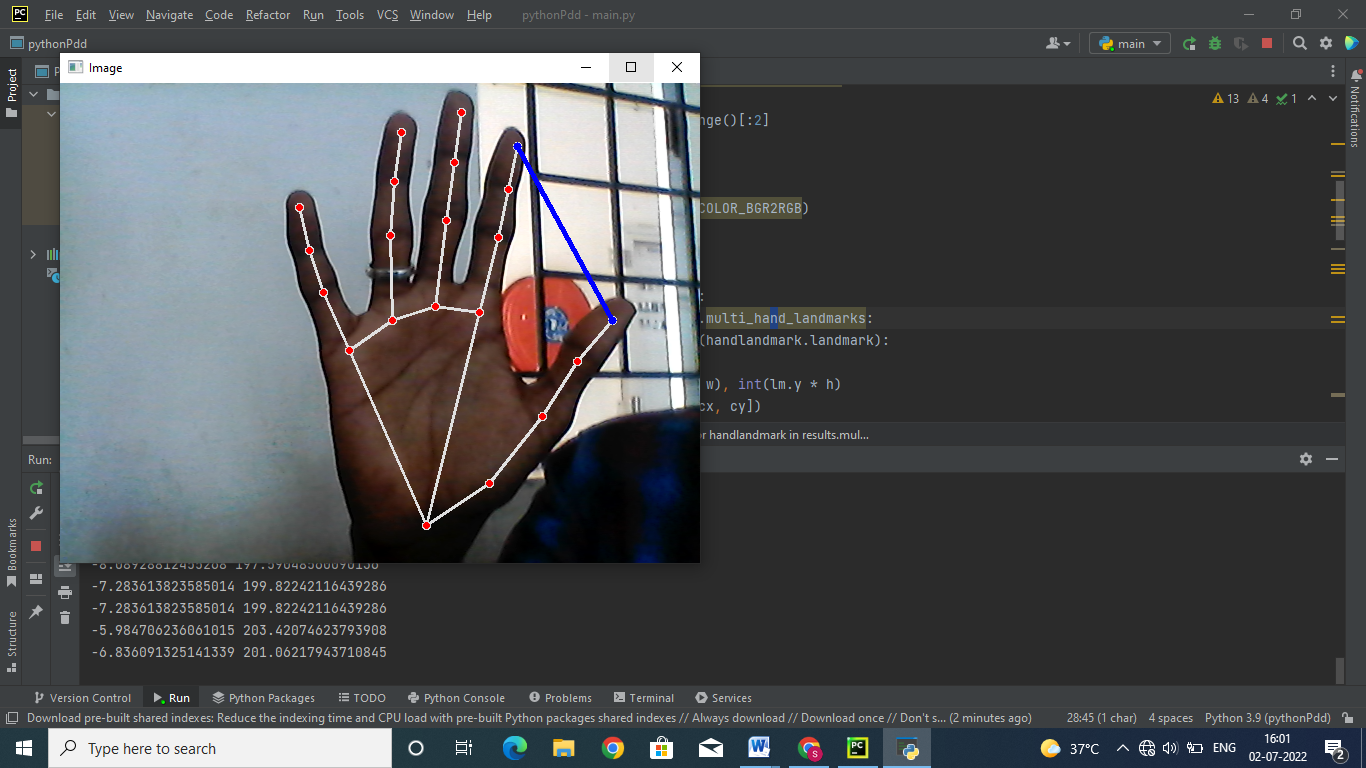 PC File Edit View Navigate Code Refactor Run Tools VCS Window Help pythonPdd - main.py
pythonPdd main
Image
Project
Notifications
13 4 1
nge()[:2]
COLOR_BGR2RGB)
:
.multi_hand_landmarks:
(handlandmark.landmark):
w), int(lm.y * h)
cx, cy])
or handlandmark in results.mul...
Run:
Bookmarks
Structure
-7.283613823585014 199.82242116439286
-7.283613823585014 199.82242116439286
-5.984706236061015 203.42074623793908
-6.836091325141339 201.06217943710845
Version Control Run Python Packages TODO Python Console Problems Terminal Services
Download pre-built shared indexes: Reduce the indexing time and CPU load with pre-built Python packages shared indexes // Always download // Download once // Don't s... (2 minutes ago) 28:45 (1 char) 4 spaces Python 3.9 (pythonPdd)
Type here to search
37°C ENG 16:01
02-07-2022
2